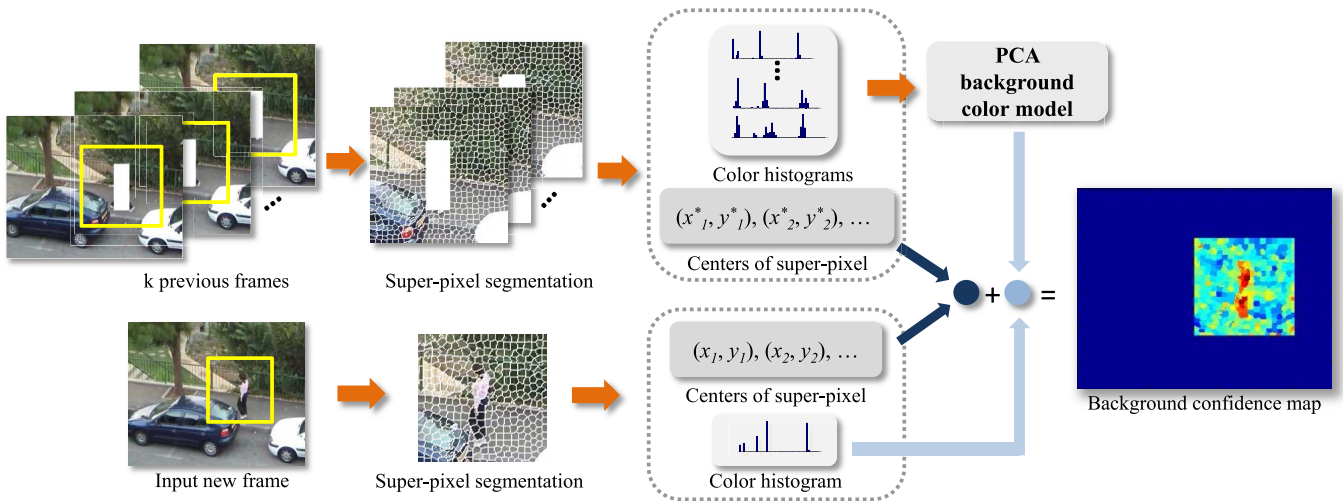 k previous frames
Super-pixel segmentation
Color histograms
(x*1, y*1), (x*2, y*2), …
Centers of super-pixel
PCA
background
color model
+
=
Background confidence map
Input new frame
Super-pixel segmentation
(x1, y1), (x2, y2), …
Centers of super-pixel
Color histogram